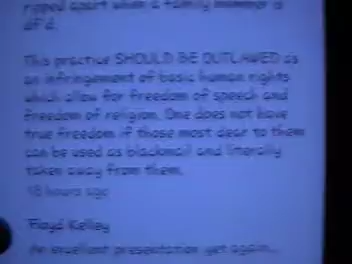 ripped apart when a family member is
df'd.
This practice SHOULD BE OUTLAWED as
an infringement of basic human rights
which allow for freedom of speech and
freedom of religion. One does not have
true freedom if those most dear to them
can be used as blackmail and literally
taken away from them.
18 hours ago
Floyd Kelley
An excellent presentation yet again...